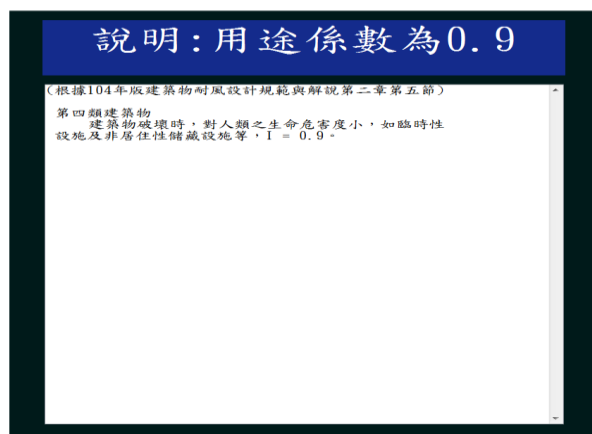 說明:用途係數為0.9
(根據104年版建築物耐風設計規範與解說第二章第五節)
第四類建築物
建築物破壞時，對人類之生命危害度小，如臨時性
設施及非居住性儲藏設施等，I = 0.9。